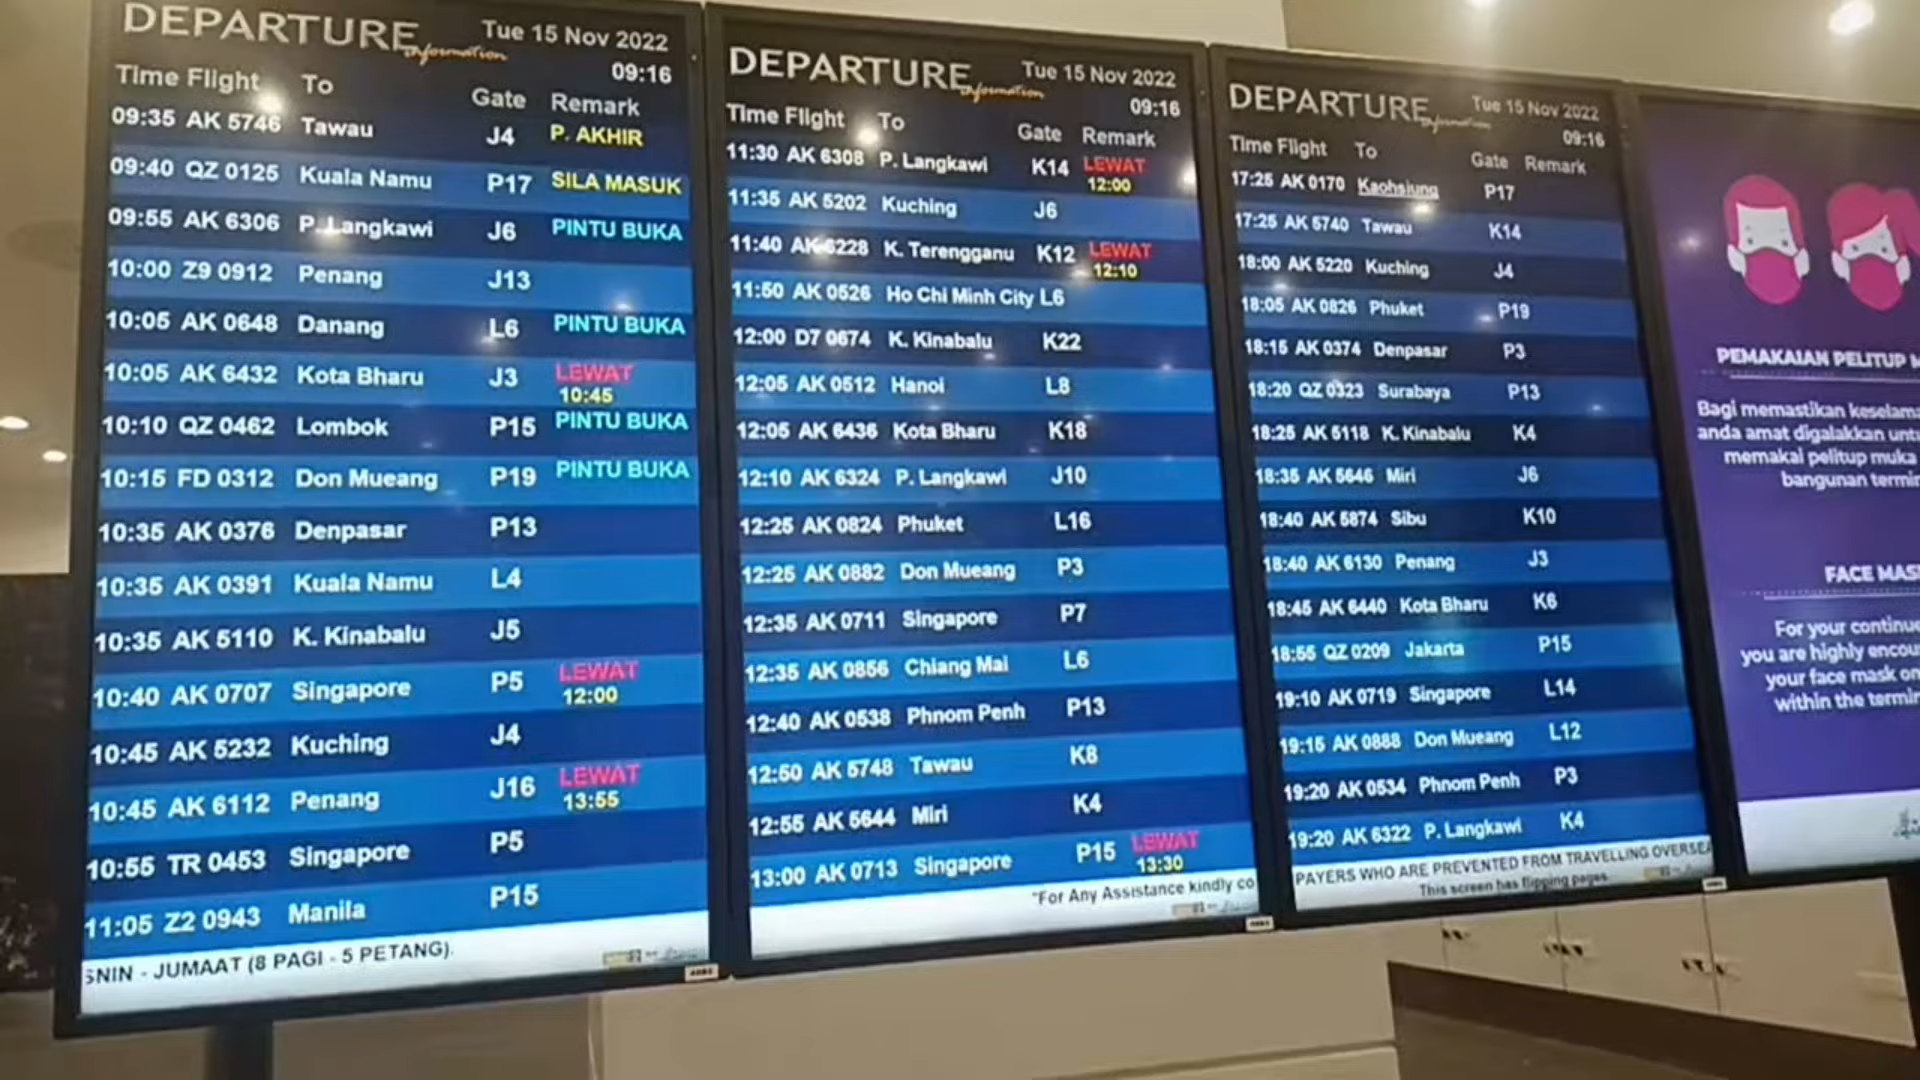 DEPARTURE information Tue 15 Nov 2022
09:16
Time Flight To Gate Remark
09:35 AK 5746 Tawau J4 P. AKHIR
09:40 QZ 0125 Kuala Namu P17 SILA MASUK
09:55 AK 6306 P. Langkawi J6 PINTU BUKA
10:00 Z9 0912 Penang J13
10:05 AK 0648 Danang L6 PINTU BUKA
10:05 AK 6432 Kota Bharu J3 LEWAT
10:45
10:10 QZ 0462 Lombok P15 PINTU BUKA
10:15 FD 0312 Don Mueang P19 PINTU BUKA
10:35 AK 0376 Denpasar P13
10:35 AK 0391 Kuala Namu L4
10:35 AK 5110 K. Kinabalu J5
10:40 AK 0707 Singapore P5 LEWAT
12:00
10:45 AK 5232 Kuching J4
10:45 AK 6112 Penang J16 LEWAT
13:55
10:55 TR 0453 Singapore P5
11:05 Z2 0943 Manila P15
SNIN - JUMAAT (8 PAGI - 5 PETANG).
DEPARTURE information Tue 15 Nov 2022
09:16
Time Flight To Gate Remark
11:30 AK 6308 P. Langkawi K14 LEWAT
12:00
11:35 AK 5202 Kuching J6
11:40 AK 6228 K. Terengganu K12 LEWAT
12:10
11:50 AK 0526 Ho Chi Minh City L6
12:00 D7 0674 K. Kinabalu K22
12:05 AK 0512 Hanoi L8
12:05 AK 6436 Kota Bharu K18
12:10 AK 6324 P. Langkawi J10
12:25 AK 0824 Phuket L16
12:25 AK 0882 Don Mueang P3
12:35 AK 0711 Singapore P7
12:35 AK 0856 Chiang Mai L6
12:40 AK 0538 Phnom Penh P13
12:50 AK 5748 Tawau K8
12:55 AK 5644 Miri K4
13:00 AK 0713 Singapore P15 LEWAT
13:30
"For Any Assistance kindly co
DEPARTURE information Tue 15 Nov 2022
09:16
Time Flight To Gate Remark
17:25 AK 0170 Kaohsiung P17
17:25 AK 5740 Tawau K14
18:00 AK 5220 Kuching J4
18:05 AK 0826 Phuket P19
18:15 AK 0374 Denpasar P3
18:20 QZ 0323 Surabaya P13
18:25 AK 5118 K. Kinabalu K4
18:35 AK 5646 Miri J6
18:40 AK 5874 Sibu K10
18:40 AK 6130 Penang J3
18:45 AK 6440 Kota Bharu K6
18:55 QZ 0209 Jakarta P15
19:10 AK 0719 Singapore L14
19:15 AK 0888 Don Mueang L12
19:20 AK 0534 Phnom Penh P3
19:20 AK 6322 P. Langkawi K4
PAYERS WHO ARE PREVENTED FROM TRAVELLING OVERSEA
This screen has flipping pages.
PEMAKAIAN PELITUP M
Bagi memastikan keselama
anda amat digalakkan untu
memakai pelitup muka
bangunan termin
FACE MAS
For your continue
you are highly encou
your face mask on
within the termin